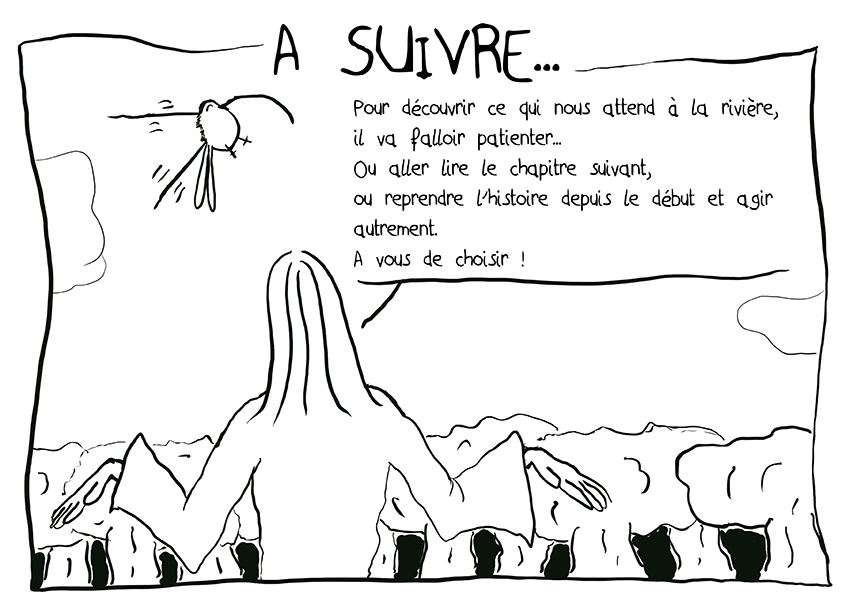 A SUIVRE...
Pour découvrir ce qui nous attend à la rivière,
il va falloir patienter...
Ou aller lire le chapitre suivant,
ou reprendre l'histoire depuis le début et agir
autrement.
A vous de choisir !